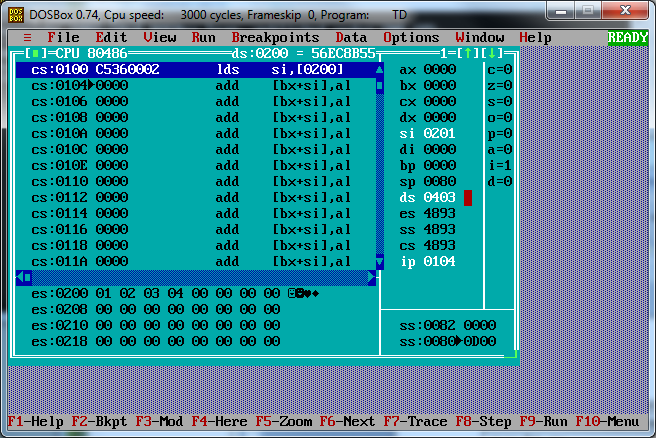 DOSBox 0.74, Cpu speed: 3000 cycles, Frameskip 0, Program: TD
≡ File Edit View Run Breakpoints Data Options Window Help READY
[■]=CPU 80486 ds:0200 = 56EC8B55 1=[↑][↓]
cs:0100 C5360002 lds si,[0200] ax 0000 c=0
cs:0104►0000 add [bx+si],al bx 0000 z=0
cs:0106 0000 add [bx+si],al cx 0000 s=0
cs:0108 0000 add [bx+si],al dx 0000 o=0
cs:010A 0000 add [bx+si],al si 0201 p=0
cs:010C 0000 add [bx+si],al di 0000 a=0
cs:010E 0000 add [bx+si],al bp 0000 i=1
cs:0110 0000 add [bx+si],al sp 0080 d=0
cs:0112 0000 add [bx+si],al ds 0403
cs:0114 0000 add [bx+si],al es 4893
cs:0116 0000 add [bx+si],al ss 4893
cs:0118 0000 add [bx+si],al cs 4893
cs:011A 0000 add [bx+si],al ip 0104
es:0200 01 02 03 04 00 00 00 00 ☺☻♥♦
es:0208 00 00 00 00 00 00 00 00
es:0210 00 00 00 00 00 00 00 00 ss:0082 0000
es:0218 00 00 00 00 00 00 00 00 ss:0080►0D00
F1-Help F2-Bkpt F3-Mod F4-Here F5-Zoom F6-Next F7-Trace F8-Step F9-Run F10-Menu